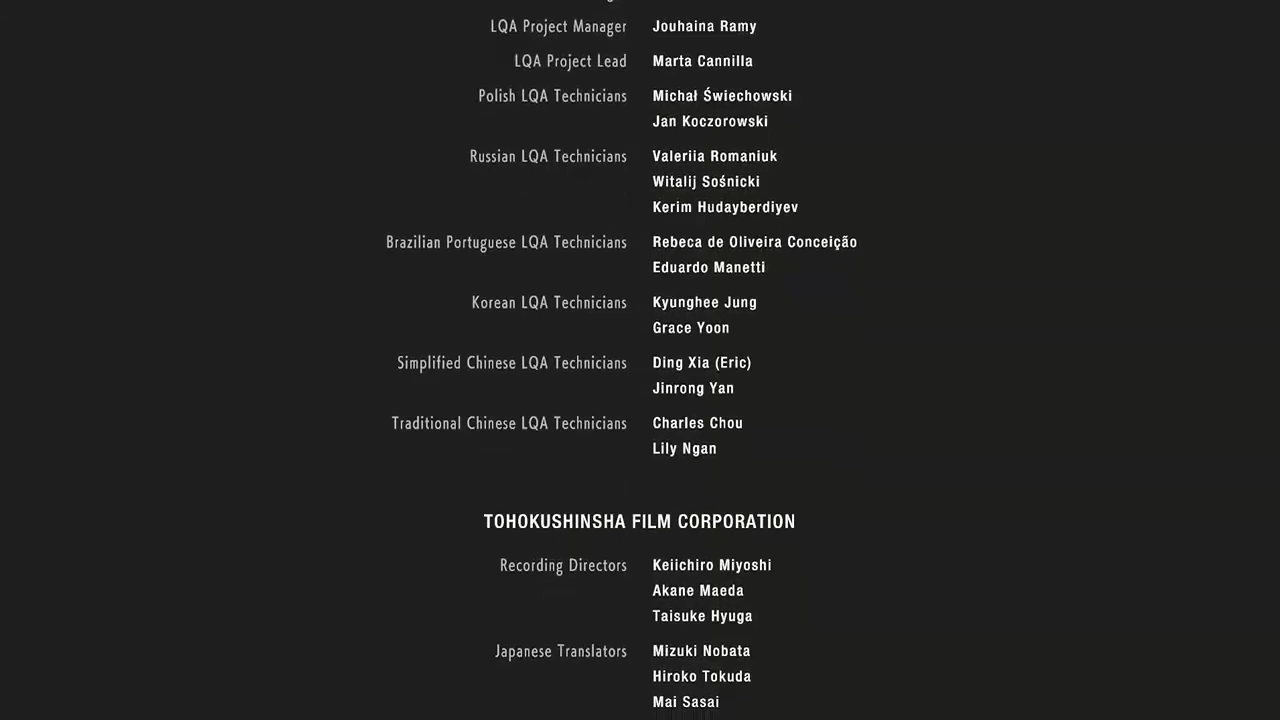 LQA Project Manager Jouhaina Ramy
LQA Project Lead Marta Cannilla
Polish LQA Technicians Michał Świechowski
Jan Koczorowski
Russian LQA Technicians Valeriia Romaniuk
Witalij Sośnicki
Kerim Hudayberdiyev
Brazilian Portuguese LQA Technicians Rebeca de Oliveira Conceição
Eduardo Manetti
Korean LQA Technicians Kyunghee Jung
Grace Yoon
Simplified Chinese LQA Technicians Ding Xia (Eric)
Jinrong Yan
Traditional Chinese LQA Technicians Charles Chou
Lily Ngan
TOHOKUSHINSHA FILM CORPORATION
Recording Directors Keiichiro Miyoshi
Akane Maeda
Taisuke Hyuga
Japanese Translators Mizuki Nobata
Hiroko Tokuda
Mai Sasai